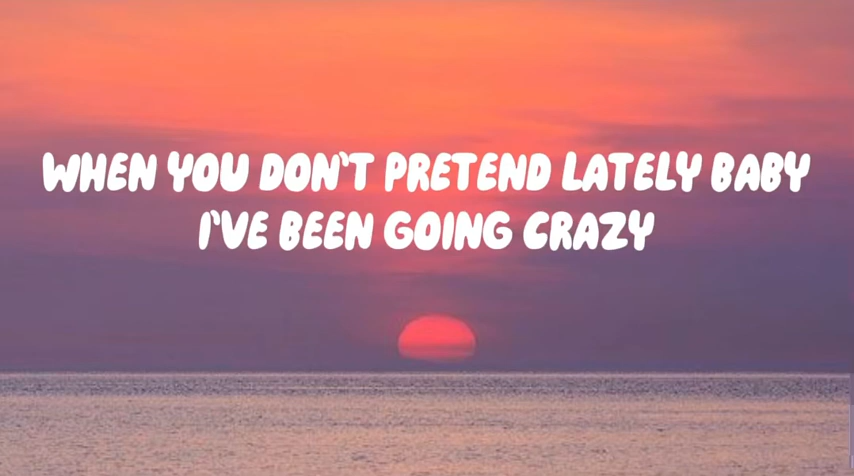 WHEN YOU DON'T PRETEND LATELY BABY
I'VE BEEN GOING CRAZY